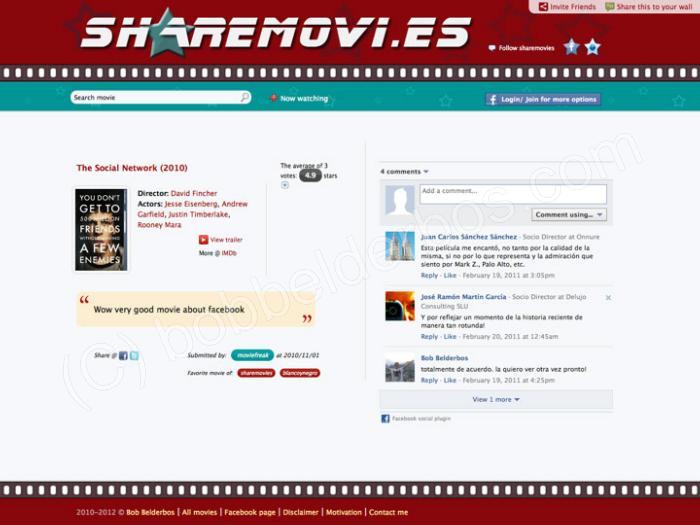 Invite Friends
Share this to your wall
SHAREMOVI.ES
Follow sharemovies
Search movie
Now watching
Login/ Join for more options
The Social Network (2010)
YOU DON'T
GET TO
500 MILLION
FRIENDS
WITHOUT MAKING
A FEW
ENEMIES
Director: David Fincher
Actors: Jesse Eisenberg, Andrew
Garfield, Justin Timberlake,
Rooney Mara
View trailer
More @ IMDb
The average of 3
votes: 4.9 stars
“ Wow very good movie about facebook ”
Share @
Submitted by: moviefreak at 2010/11/01
Favorite movie of: sharemovies blancoynegro
4 comments
Add a comment...
Comment using...
Juan Carlos Sánchez Sánchez · Socio Director at Onnure
Esta película me encantó, no tanto por la calidad de la
misma, si no por lo que representa y la admiración que
siento por Mark Z., Palo Alto, etc.
Reply · Like · February 19, 2011 at 3:05pm
José Ramón Martín García · Socio Director at Delujo
Consulting SLU
Y por reflejar un momento de la historia reciente de
manera tan rotunda!
Reply · Like · February 20, 2011 at 12:45am
Bob Belderbos
totalmente de acuerdo. la quiero ver otra vez pronto!
Reply · Like · February 19, 2011 at 4:25pm
View 1 more
Facebook social plugin
(C) bobbelderbos.com
2010-2012 © Bob Belderbos | All movies | Facebook page | Disclaimer | Motivation | Contact me